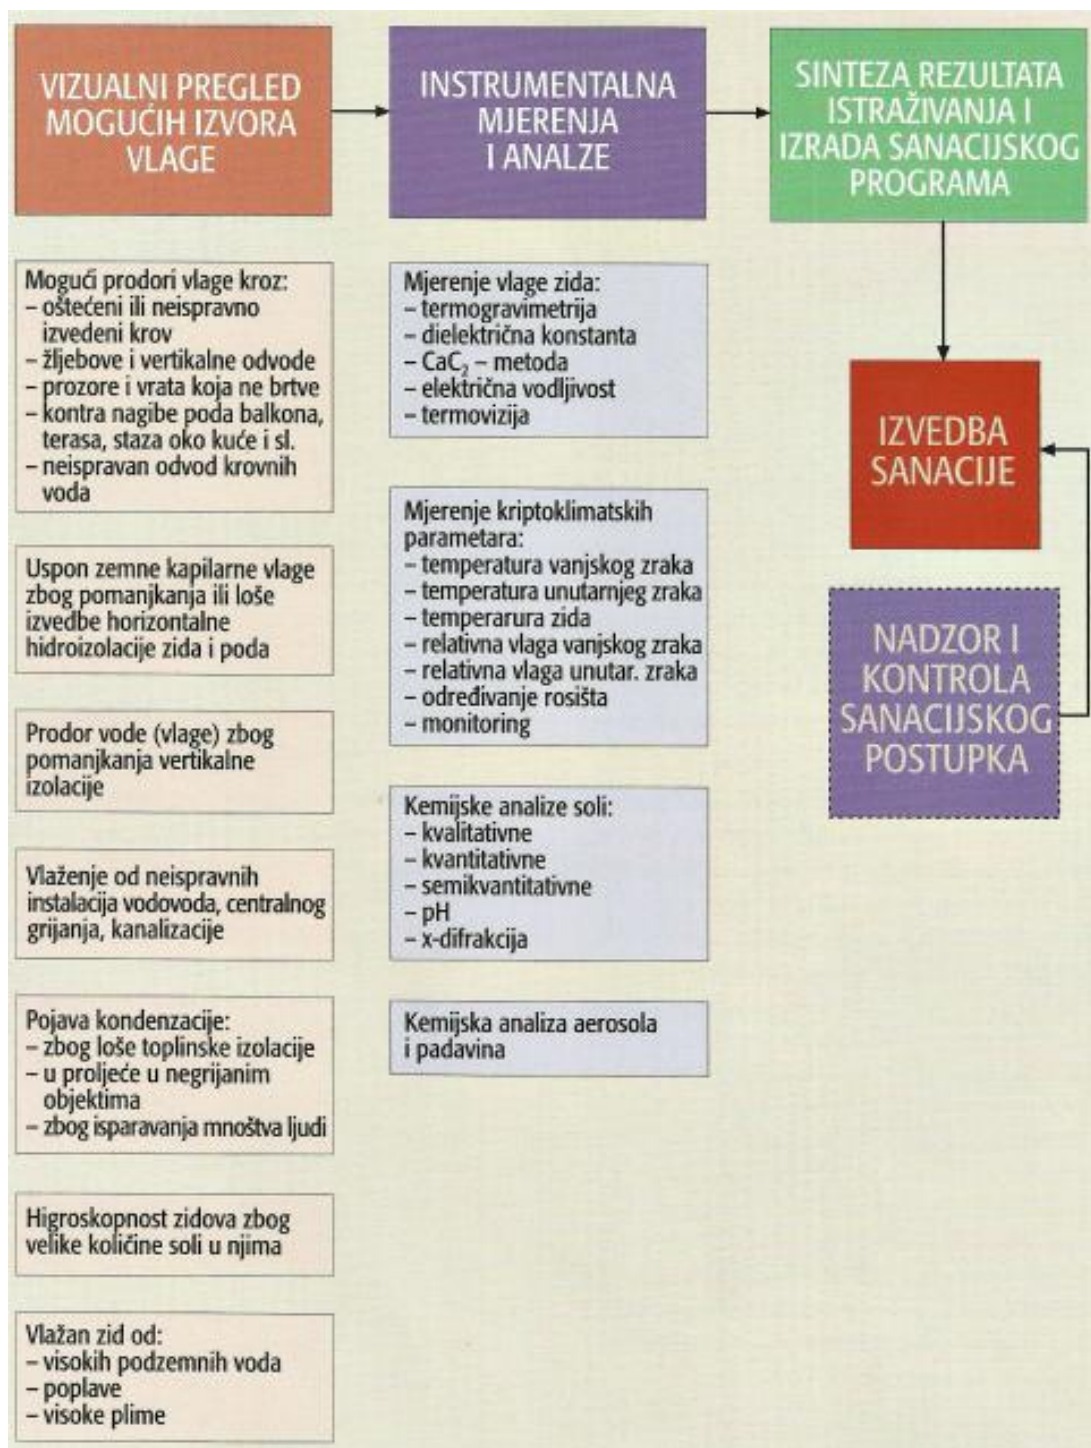 VIZUALNI PREGLED
MOGUĆIH IZVORA
VLAGE
INSTRUMENTALNA
MJERENJA
I ANALZE
SINTEZA REZULTATA
ISTRAŽIVANJA I
IZRADA SANACIJSKOG
PROGRAMA
Mogući prodori vlage kroz:
– oštećeni ili neispravno
izvedeni krov
– žljebove i vertikalne odvode
– prozore i vrata koja ne brtve
– kontra nagibe poda balkona,
terasa, staza oko kuće i sl.
– neispravan odvod krovnih
voda
Uspon zemne kapilarne vlage
zbog pomanjkanja ili loše
izvedbe horizontalne
hidroizolacije zida i poda
Prodor vode (vlage) zbog
pomanjkanja vertikalne
izolacije
Vlaženje od neispravnih
instalacija vodovoda, centralnog
grijanja, kanalizacije
Pojava kondenzacije:
– zbog loše toplinske izolacije
– u proljeće u negrijanim
objektima
– zbog isparavanja mnoštva ljudi
Higroskopnost zidova zbog
velike količine soli u njima
Vlažan zid od:
– visokih podzemnih voda
– poplave
– visoke plime
Mjerenje vlage zida:
– termogravimetrija
– dielektrična konstanta
– CaC₂ – metoda
– električna vodljivost
– termovizija
Mjerenje kriptoklimatskih
parametara:
– temperatura vanjskog zraka
– temperatura unutarnjeg zraka
– temperarura zida
– relativna vlaga vanjskog zraka
– relativna vlaga unutar. zraka
– određivanje rosišta
– monitoring
Kemijske analize soli:
– kvalitativne
– kvantitativne
– semikvantitativne
– pH
– x-difrakcija
Kemijska analiza aerosola
i padavina
IZVEDBA
SANACIJE
NADZOR I
KONTROLA
SANACIJSKOG
POSTUPKA